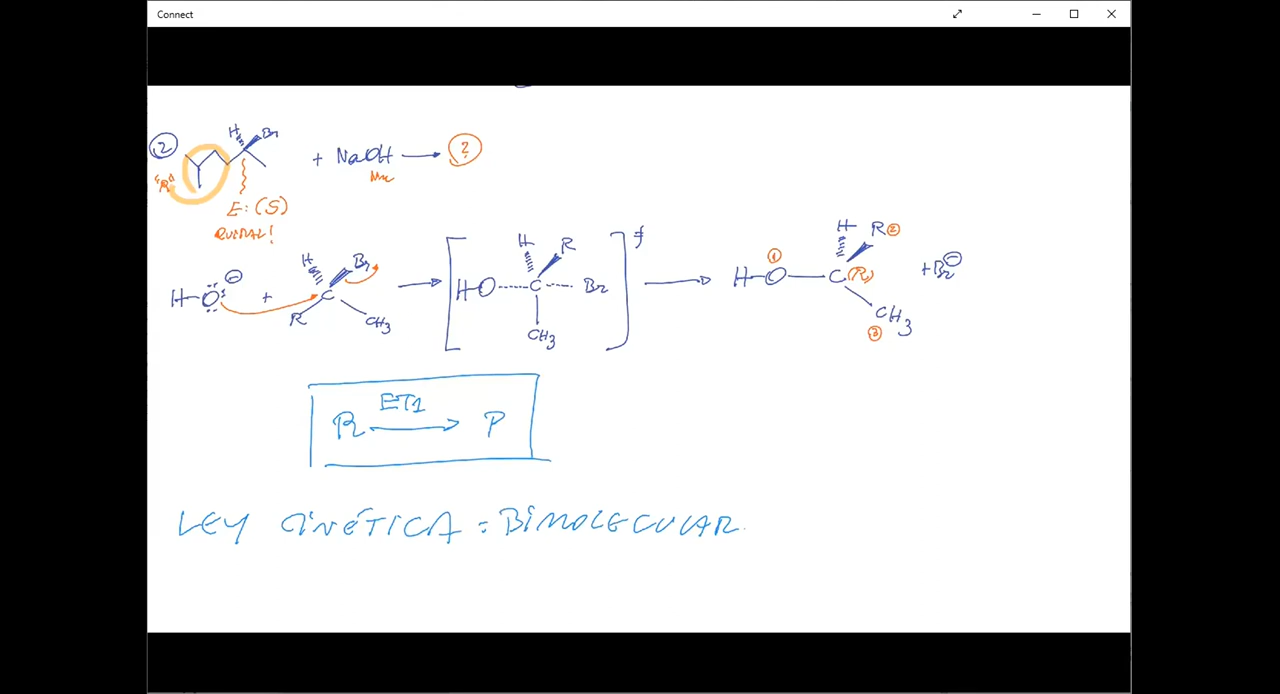 Connect
2
H Br
+ NaOH → ?
"R"
Nu
E: (S)
QUIRAL!
H–O:⊖ + H Br C R CH3 → [HO----C----Br H R CH3]‡ → H–O–C(R) H R CH3 + Br⊖
1 2 3
R ET1 → P
LEY CINÉTICA = BIMOLECULAR.